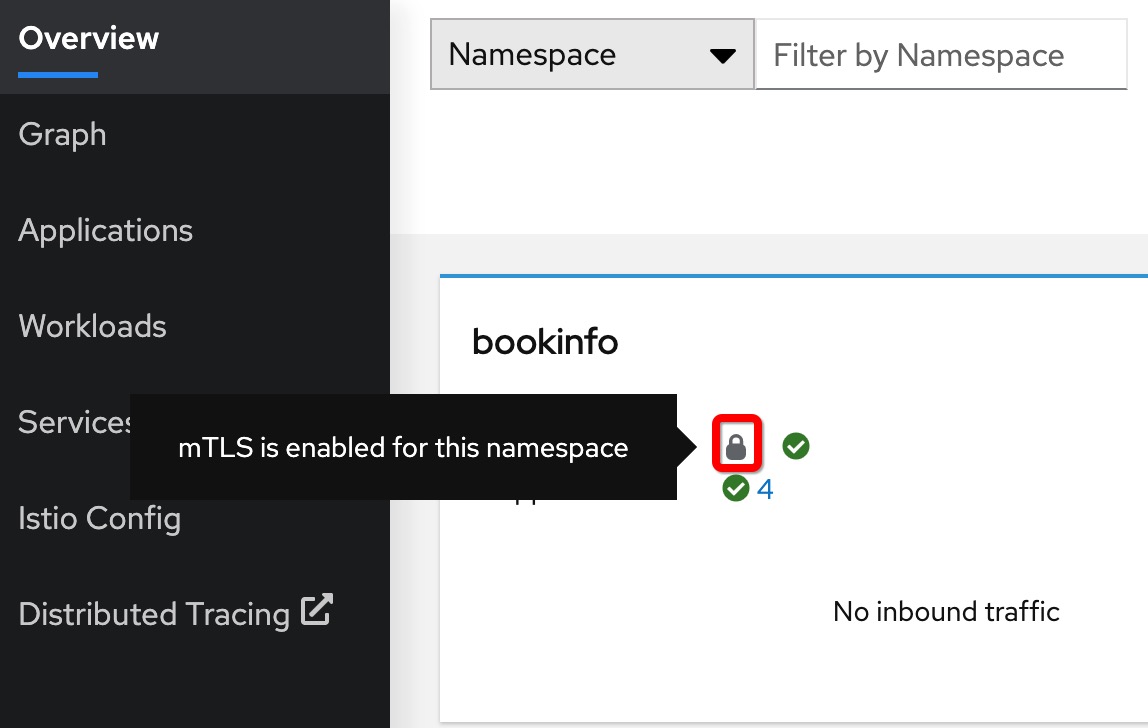 Overview
Namespace
Filter by Namespace
Graph
Applications
Workloads
bookinfo
Services
mTLS is enabled for this namespace
4
Istio Config
Distributed Tracing
No inbound traffic